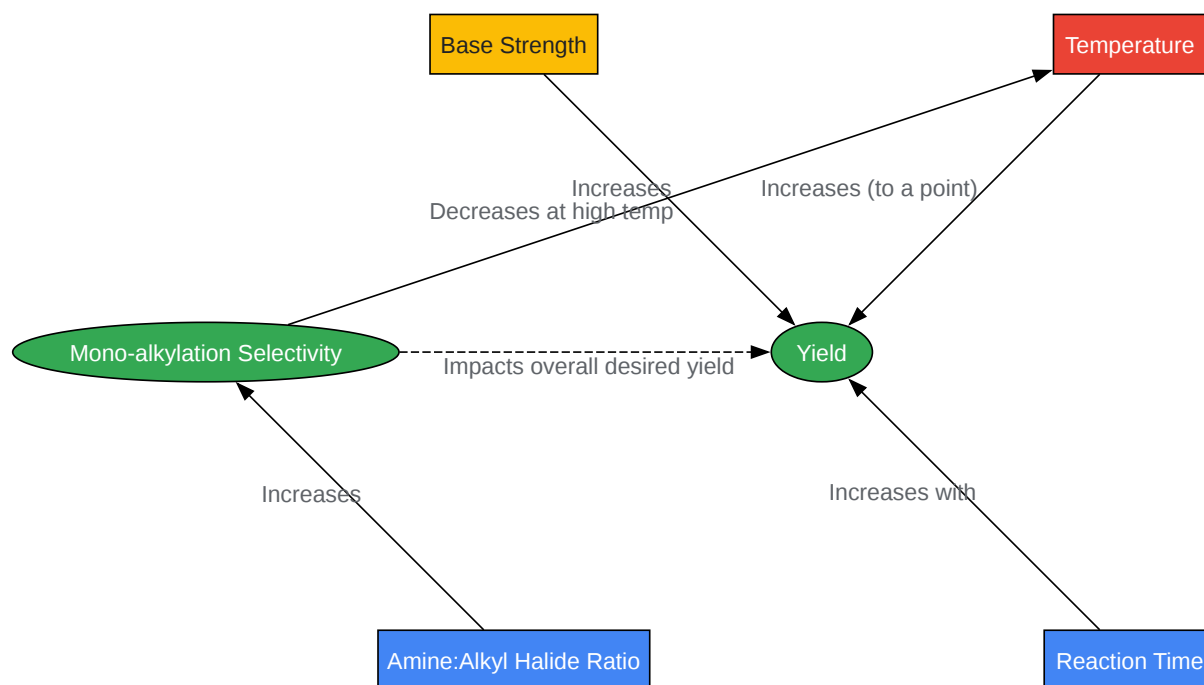 Base Strength
Temperature
Increases
Increases (to a point)
Decreases at high temp
Mono-alkylation Selectivity
Yield
Impacts overall desired yield
Increases
Increases with
Amine:Alkyl Halide Ratio
Reaction Time